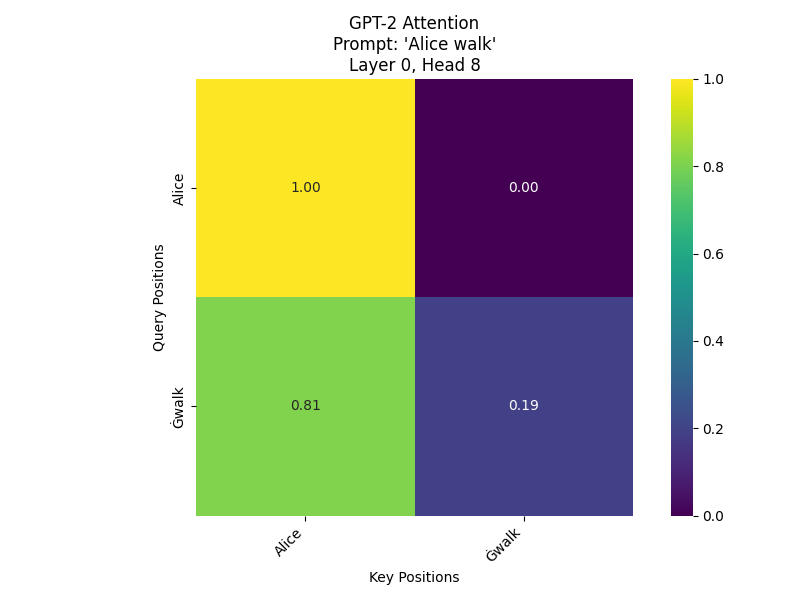 GPT-2 Attention
Prompt: 'Alice walk'
Layer 0, Head 8
Query Positions
Alice
Ġwalk
1.00
0.00
0.81
0.19
Alice
Ġwalk
Key Positions
1.0
0.8
0.6
0.4
0.2
0.0